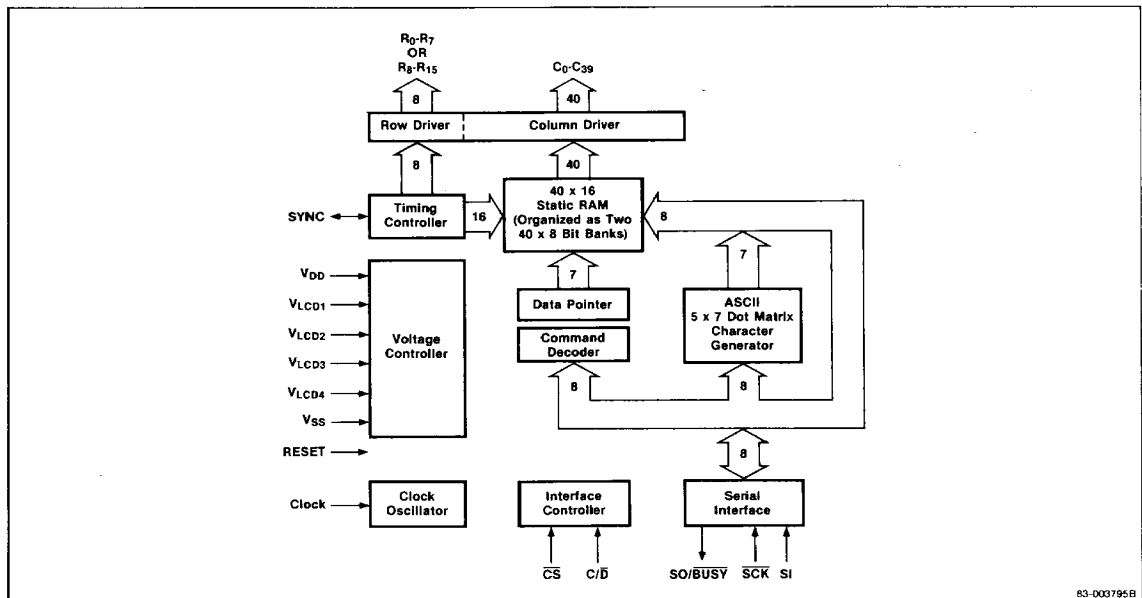 R0-R7
OR
R8-R15
C0-C39
8
40
Row Driver
Column Driver
8
40
SYNC
Timing
Controller
16
40 x 16
Static RAM
(Organized as Two
40 x 8 Bit Banks)
8
7
7
VDD
VLCD1
VLCD2
VLCD3
VLCD4
VSS
Voltage
Controller
Data Pointer
Command
Decoder
ASCII
5 x 7 Dot Matrix
Character
Generator
8
8
RESET
8
Clock
Clock
Oscillator
Interface
Controller
Serial
Interface
C̅S̅
C/D̅
SO/B̅U̅S̅Y̅
S̅C̅K̅
SI
83-003795B